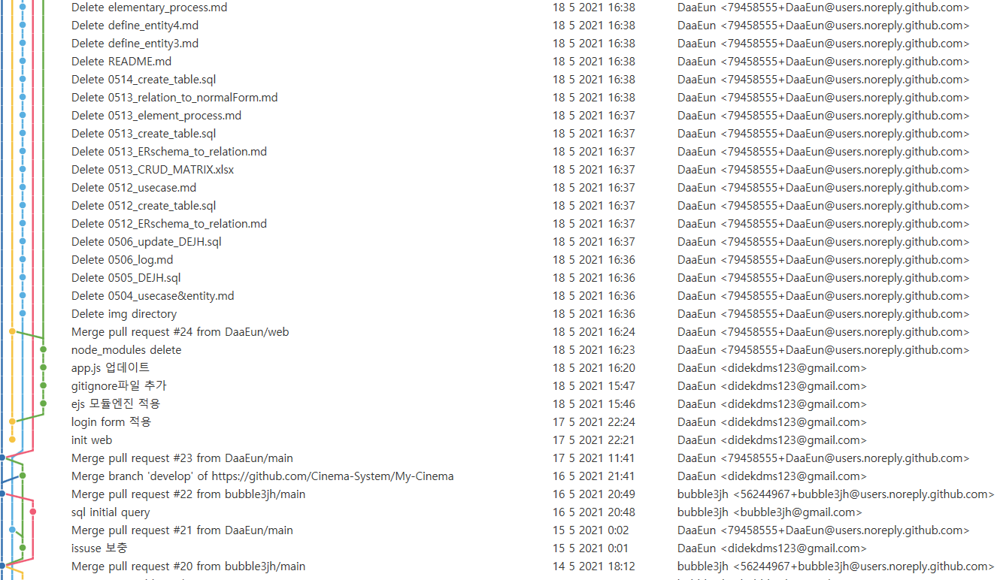 Delete elementary_process.md 18 5 2021 16:38 DaaEun <79458555+DaaEun@users.noreply.github.com>
Delete define_entity4.md 18 5 2021 16:38 DaaEun <79458555+DaaEun@users.noreply.github.com>
Delete define_entity3.md 18 5 2021 16:38 DaaEun <79458555+DaaEun@users.noreply.github.com>
Delete README.md 18 5 2021 16:38 DaaEun <79458555+DaaEun@users.noreply.github.com>
Delete 0514_create_table.sql 18 5 2021 16:38 DaaEun <79458555+DaaEun@users.noreply.github.com>
Delete 0513_relation_to_normalForm.md 18 5 2021 16:38 DaaEun <79458555+DaaEun@users.noreply.github.com>
Delete 0513_element_process.md 18 5 2021 16:37 DaaEun <79458555+DaaEun@users.noreply.github.com>
Delete 0513_create_table.sql 18 5 2021 16:37 DaaEun <79458555+DaaEun@users.noreply.github.com>
Delete 0513_ERschema_to_relation.md 18 5 2021 16:37 DaaEun <79458555+DaaEun@users.noreply.github.com>
Delete 0513_CRUD_MATRIX.xlsx 18 5 2021 16:37 DaaEun <79458555+DaaEun@users.noreply.github.com>
Delete 0512_usecase.md 18 5 2021 16:37 DaaEun <79458555+DaaEun@users.noreply.github.com>
Delete 0512_create_table.sql 18 5 2021 16:37 DaaEun <79458555+DaaEun@users.noreply.github.com>
Delete 0512_ERschema_to_relation.md 18 5 2021 16:37 DaaEun <79458555+DaaEun@users.noreply.github.com>
Delete 0506_update_DEJH.sql 18 5 2021 16:37 DaaEun <79458555+DaaEun@users.noreply.github.com>
Delete 0506_log.md 18 5 2021 16:36 DaaEun <79458555+DaaEun@users.noreply.github.com>
Delete 0505_DEJH.sql 18 5 2021 16:36 DaaEun <79458555+DaaEun@users.noreply.github.com>
Delete 0504_usecase&entity.md 18 5 2021 16:36 DaaEun <79458555+DaaEun@users.noreply.github.com>
Delete img directory 18 5 2021 16:36 DaaEun <79458555+DaaEun@users.noreply.github.com>
Merge pull request #24 from DaaEun/web 18 5 2021 16:24 DaaEun <79458555+DaaEun@users.noreply.github.com>
node_modules delete 18 5 2021 16:23 DaaEun <79458555+DaaEun@users.noreply.github.com>
app.js 업데이트 18 5 2021 16:20 DaaEun <didekdms123@gmail.com>
gitignore파일 추가 18 5 2021 15:47 DaaEun <didekdms123@gmail.com>
ejs 모듈엔진 적용 18 5 2021 15:46 DaaEun <didekdms123@gmail.com>
login form 적용 17 5 2021 22:24 DaaEun <didekdms123@gmail.com>
init web 17 5 2021 22:21 DaaEun <didekdms123@gmail.com>
Merge pull request #23 from DaaEun/main 17 5 2021 11:41 DaaEun <79458555+DaaEun@users.noreply.github.com>
Merge branch 'develop' of https://github.com/Cinema-System/My-Cinema 16 5 2021 21:41 DaaEun <didekdms123@gmail.com>
Merge pull request #22 from bubble3jh/main 16 5 2021 20:49 bubble3jh <56244967+bubble3jh@users.noreply.github.com>
sql initial query 16 5 2021 20:48 bubble3jh <bubble3jh@gmail.com>
Merge pull request #21 from DaaEun/main 15 5 2021 0:02 DaaEun <79458555+DaaEun@users.noreply.github.com>
issuse 보충 15 5 2021 0:01 DaaEun <didekdms123@gmail.com>
Merge pull request #20 from bubble3jh/main 14 5 2021 18:12 bubble3jh <56244967+bubble3jh@users.noreply.github.com>